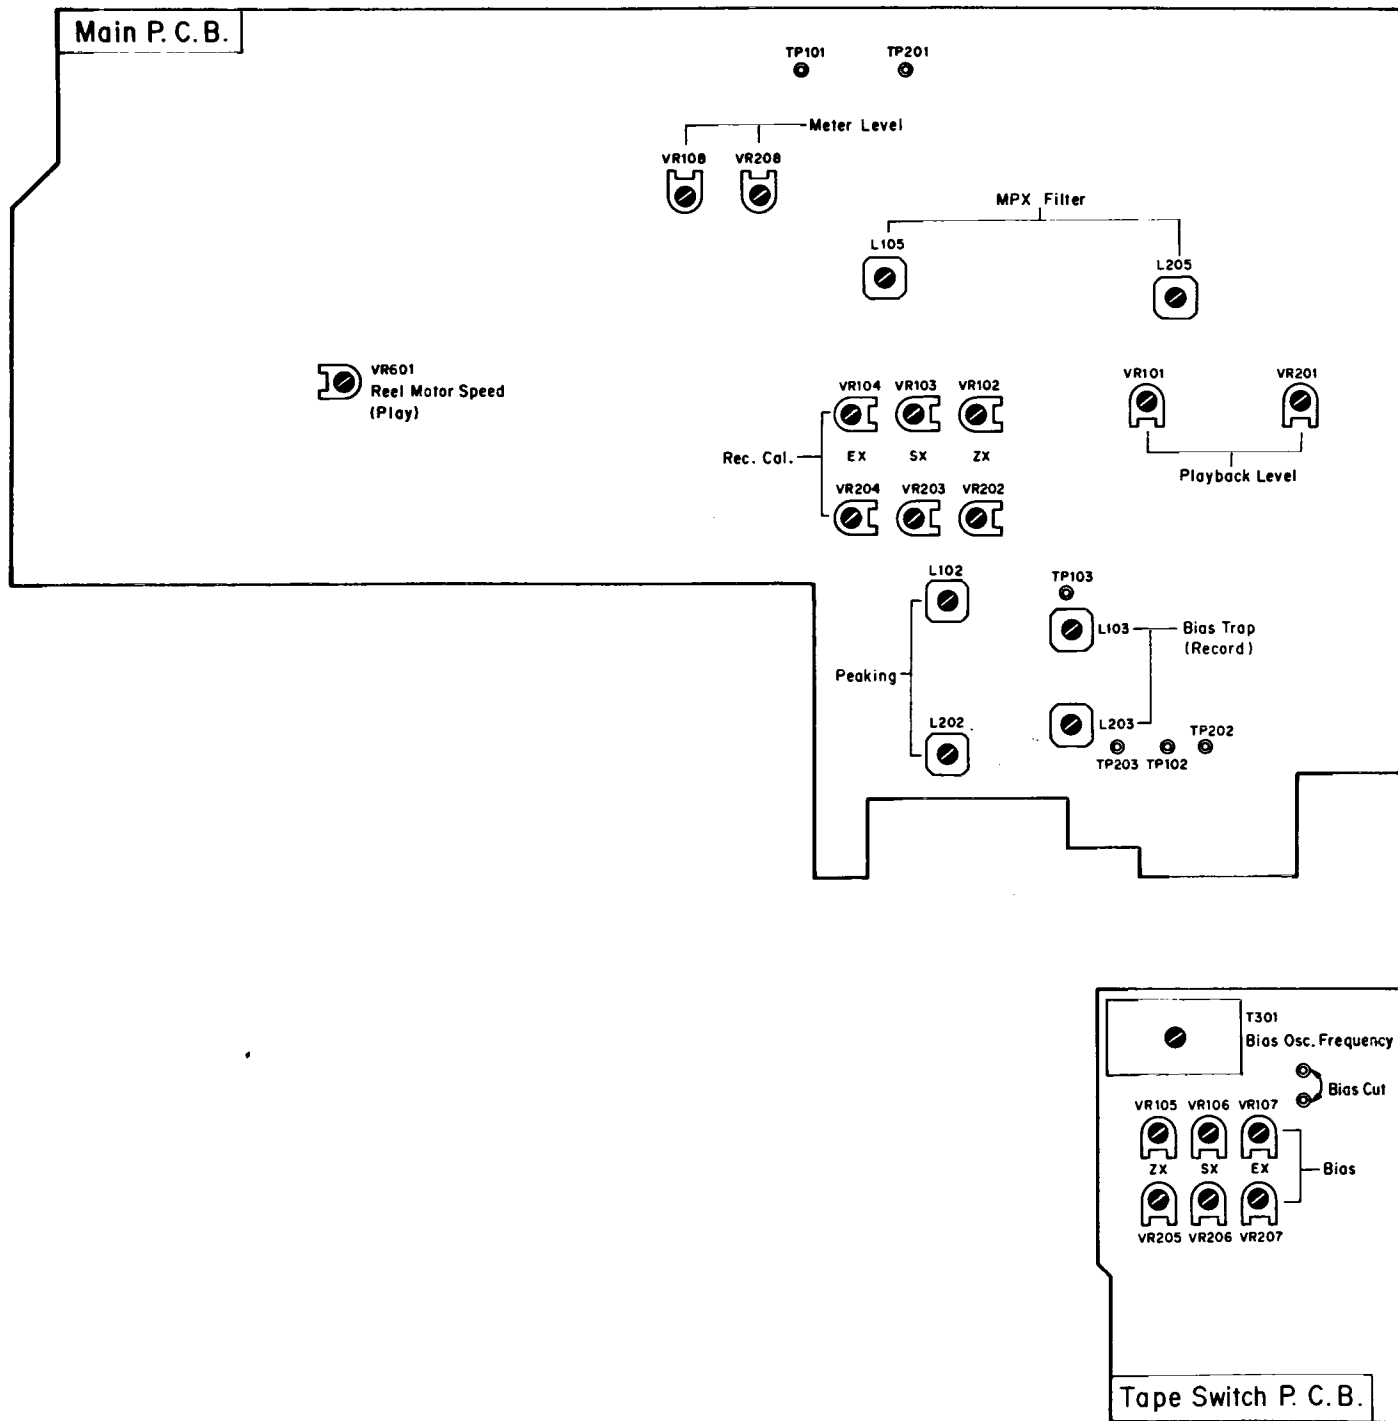 Main P. C. B.
TP101 TP201
Meter Level
VR108 VR208
MPX Filter
L105
L205
VR601
Reel Motor Speed
(Play)
VR104 VR103 VR102
VR101 VR201
Rec. Cal.
EX SX ZX
Playback Level
VR204 VR203 VR202
L102
TP103
L103
Bias Trap
(Record)
Peaking
L202
L203
TP202
TP203 TP102
T301
Bias Osc. Frequency
Bias Cut
VR105 VR106 VR107
ZX SX EX
Bias
VR205 VR206 VR207
Tape Switch P. C. B.